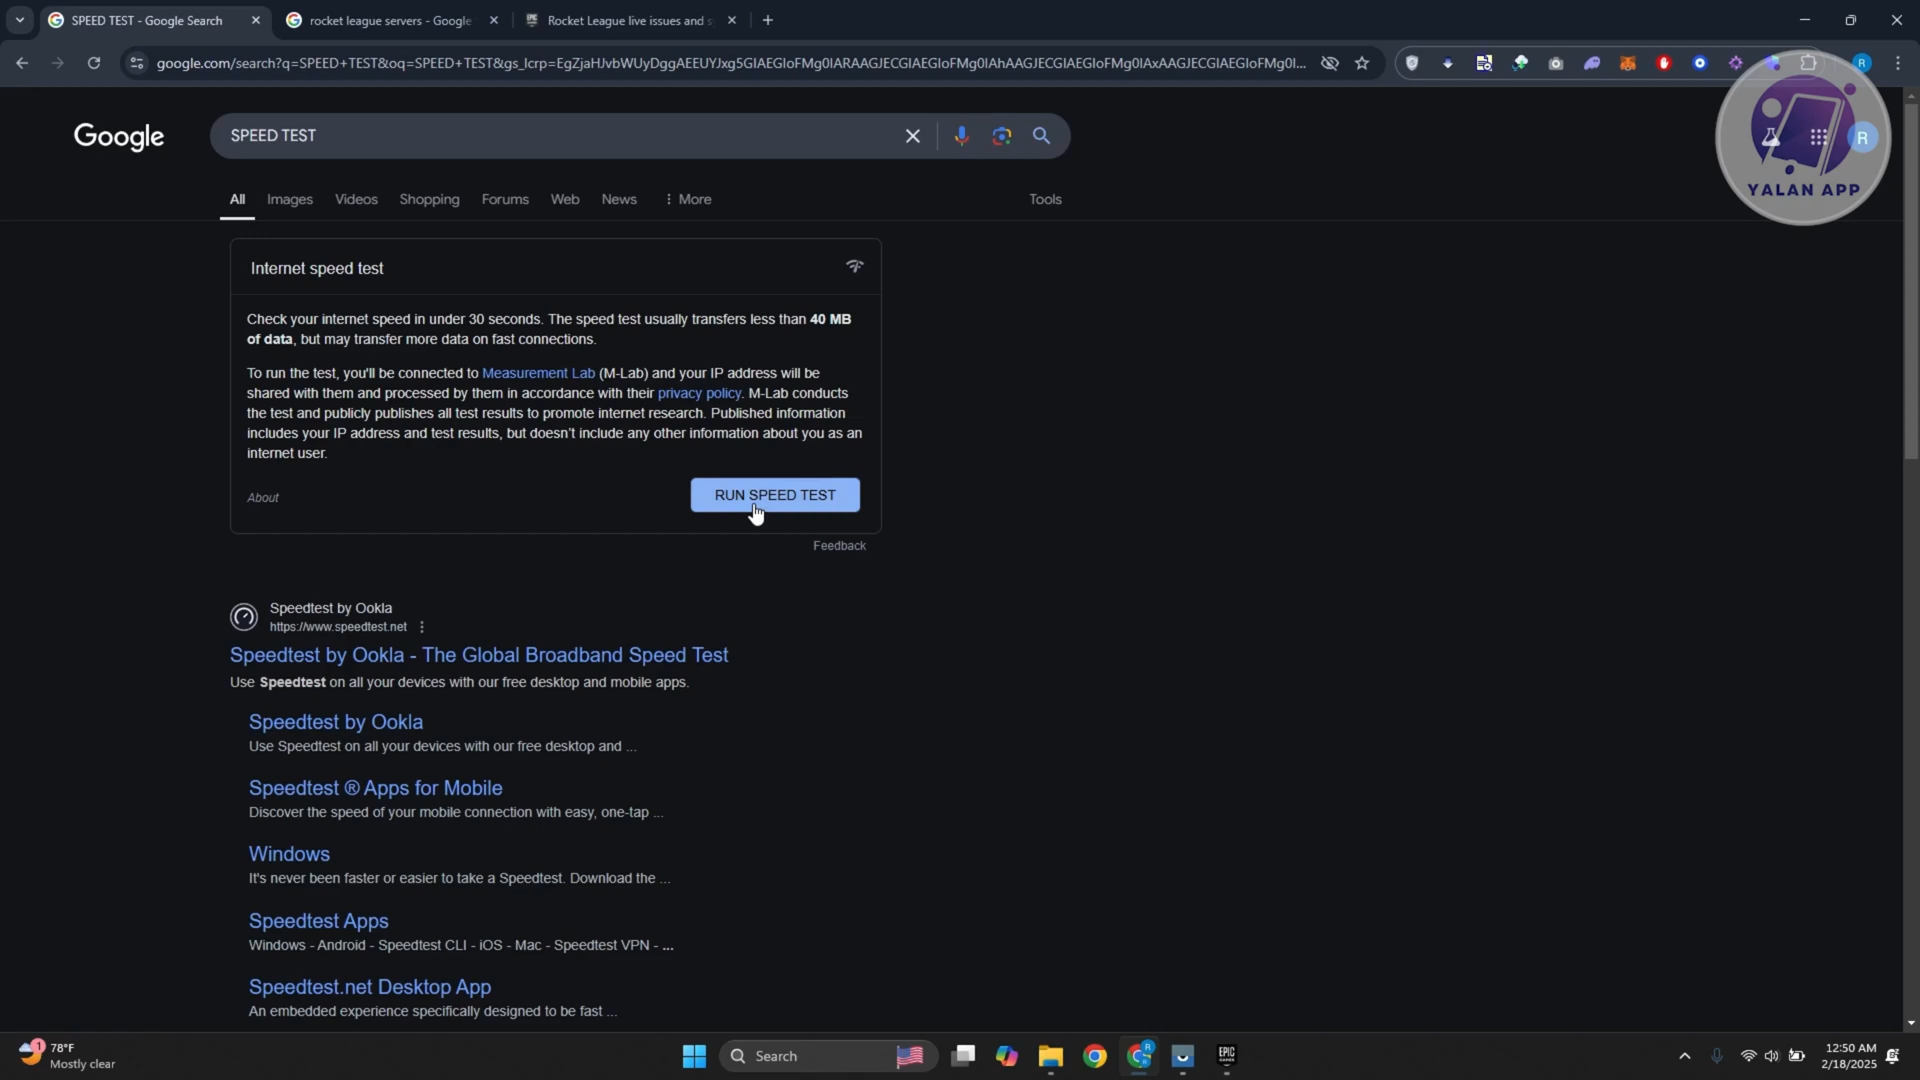 SPEED TEST - Google Search
rocket league servers - Google
Rocket League live issues and s
google.com/search?q=SPEED+TEST&oq=SPEED+TEST&gs_lcrp=EgZjaHJvbWUyDggAEEUYJxg5GIAEGIoFMg0IARAAGJECGIAEGIoFMg0IAhAAGJECGIAEGIoFMg0IAxAAGJECGIAEGIoFMg0I...
R
Google
SPEED TEST
R
YALAN APP
All
Images
Videos
Shopping
Forums
Web
News
More
Tools
Internet speed test
Check your internet speed in under 30 seconds. The speed test usually transfers less than 40 MB
of data, but may transfer more data on fast connections.
To run the test, you'll be connected to Measurement Lab (M-Lab) and your IP address will be
shared with them and processed by them in accordance with their privacy policy. M-Lab conducts
the test and publicly publishes all test results to promote internet research. Published information
includes your IP address and test results, but doesn't include any other information about you as an
internet user.
About
RUN SPEED TEST
Feedback
Speedtest by Ookla
https://www.speedtest.net
Speedtest by Ookla - The Global Broadband Speed Test
Use Speedtest on all your devices with our free desktop and mobile apps.
Speedtest by Ookla
Use Speedtest on all your devices with our free desktop and ...
Speedtest ® Apps for Mobile
Discover the speed of your mobile connection with easy, one-tap ...
Windows
It's never been faster or easier to take a Speedtest. Download the ...
Speedtest Apps
Windows - Android - Speedtest CLI - iOS - Mac - Speedtest VPN - ...
Speedtest.net Desktop App
An embedded experience specifically designed to be fast ...
1
78°F
Mostly clear
Search
R
EPIC
GAMES
12:50 AM
2/18/2025